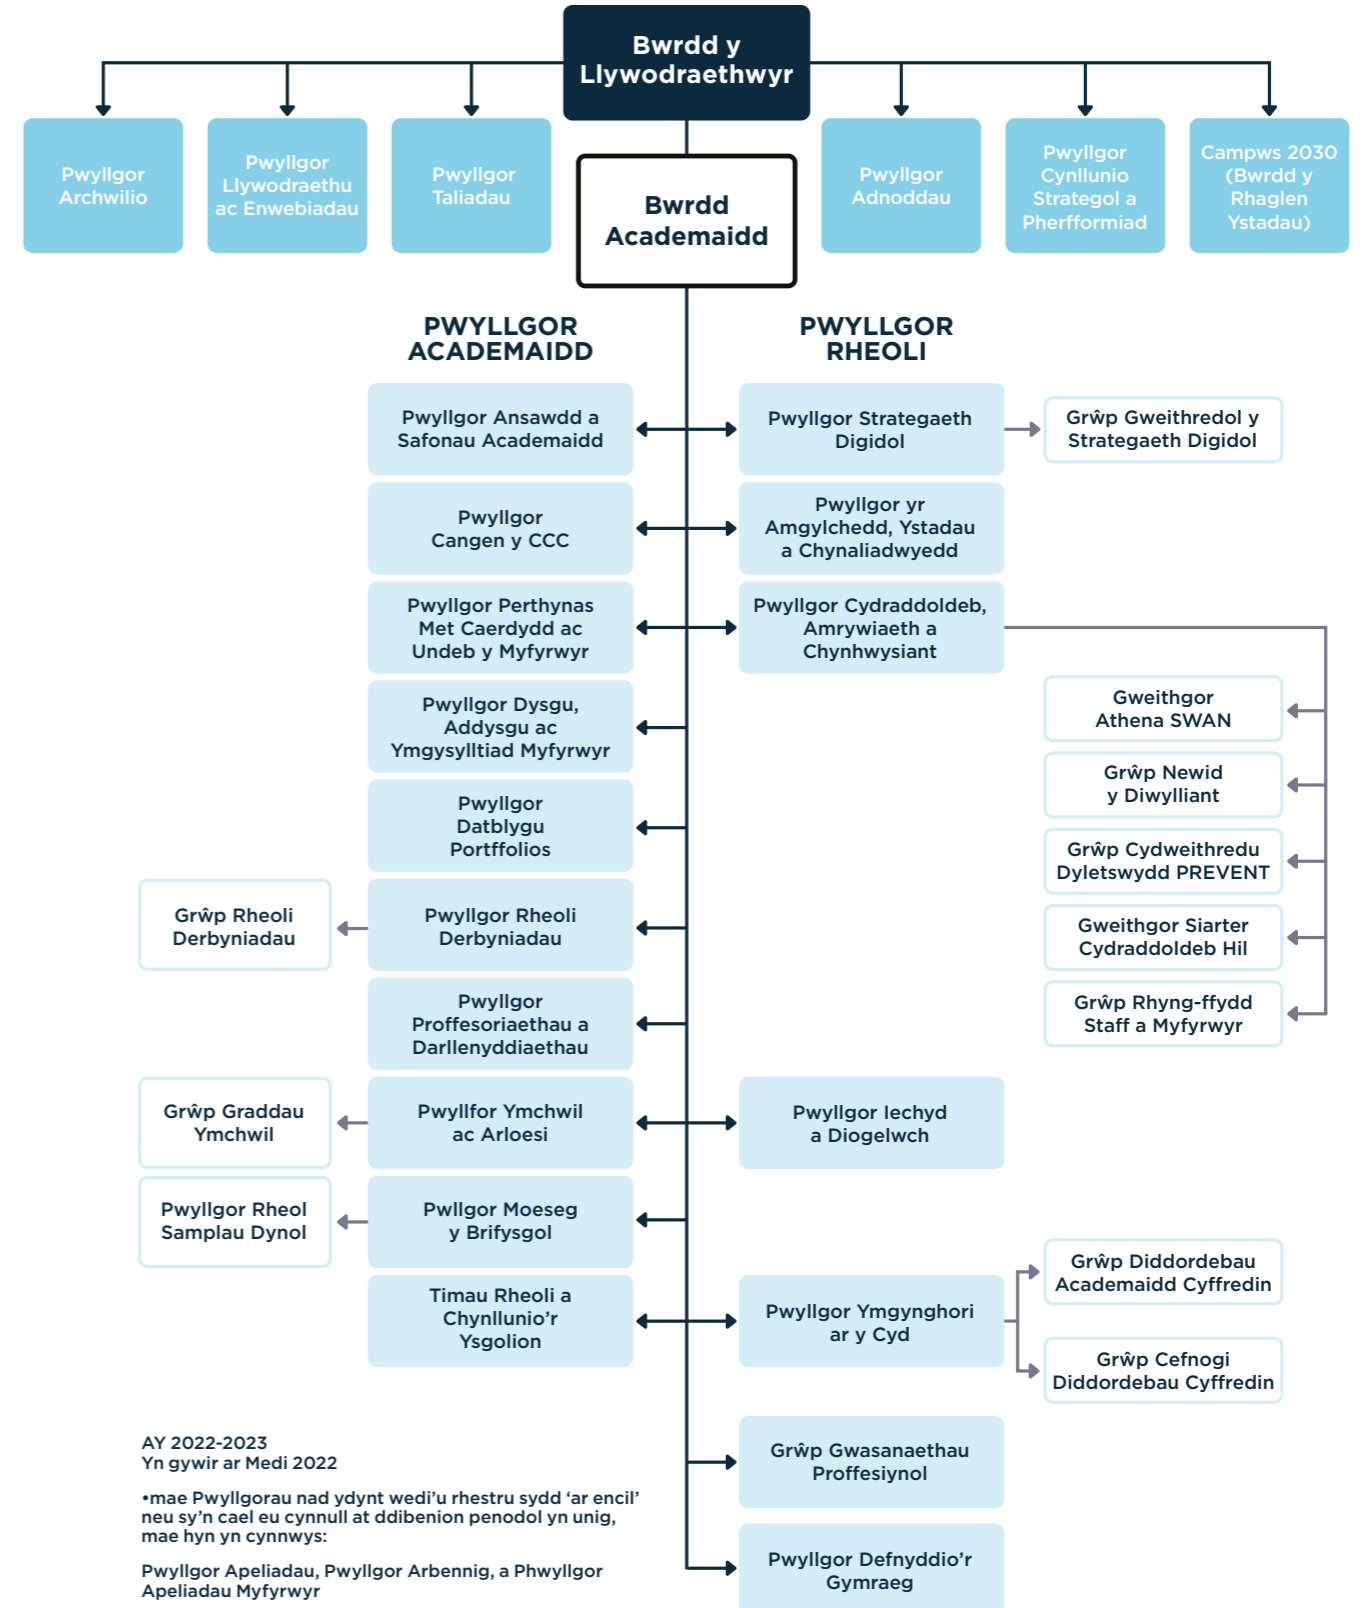 Bwrdd y
Llywodraethwyr
Pwyllgor
Archwilio
Pwyllgor
Llywodraethu
ac Enwebiadau
Pwyllgor
Taliadau
Bwrdd
Academaidd
Pwyllgor
Adnoddau
Pwyllgor
Cynllunio
Strategol a
Pherfformiad
Campws 2030
(Bwrdd y
Rhaglen
Ystadau)
PWYLLGOR
ACADEMAIDD
PWYLLGOR
RHEOLI
Pwyllgor Ansawdd a
Safonau Academaidd
Pwyllgor Strategaeth
Digidol
Grŵp Gweithredol y
Strategaeth Digidol
Pwyllgor
Cangen y CCC
Pwyllgor yr
Amgylchedd, Ystadau
a Chynaliadwyedd
Pwyllgor Perthynas
Met Caerdydd ac
Undeb y Myfyrwyr
Pwyllgor Cydraddoldeb,
Amrywiaeth a
Chynhwysiant
Pwyllgor Dysgu,
Addysgu ac
Ymgysylltiad Myfyrwyr
Gweithgor
Athena SWAN
Grŵp Newid
y Diwylliant
Pwyllgor
Datblygu
Portffolios
Grŵp Cydweithredu
Dyletswydd PREVENT
Grŵp Rheoli
Derbyniadau
Pwyllgor Rheoli
Derbyniadau
Gweithgor Siarter
Cydraddoldeb Hil
Pwyllgor
Proffesoriaethau a
Darllenyddiaethau
Grŵp Rhyng-ffydd
Staff a Myfyrwyr
Grŵp Graddau
Ymchwil
Pwyllfor Ymchwil
ac Arloesi
Pwyllgor Iechyd
a Diogelwch
Pwyllgor Rheol
Samplau Dynol
Pwllgor Moeseg
y Brifysgol
Timau Rheoli a
Chynllunio’r
Ysgolion
Pwyllgor Ymgynghori
ar y Cyd
Grŵp Diddordebau
Academaidd Cyffredin
Grŵp Cefnogi
Diddordebau Cyffredin
Grŵp Gwasanaethau
Proffesiynol
Pwyllgor Defnyddio’r
Gymraeg
AY 2022-2023
Yn gywir ar Medi 2022
•mae Pwyllgorau nad ydynt wedi’u rhestru sydd ‘ar encil’
neu sy’n cael eu cynnull at ddibenion penodol yn unig,
mae hyn yn cynnwys:
Pwyllgor Apeliadau, Pwyllgor Arbennig, a Phwyllgor
Apeliadau Myfyrwyr